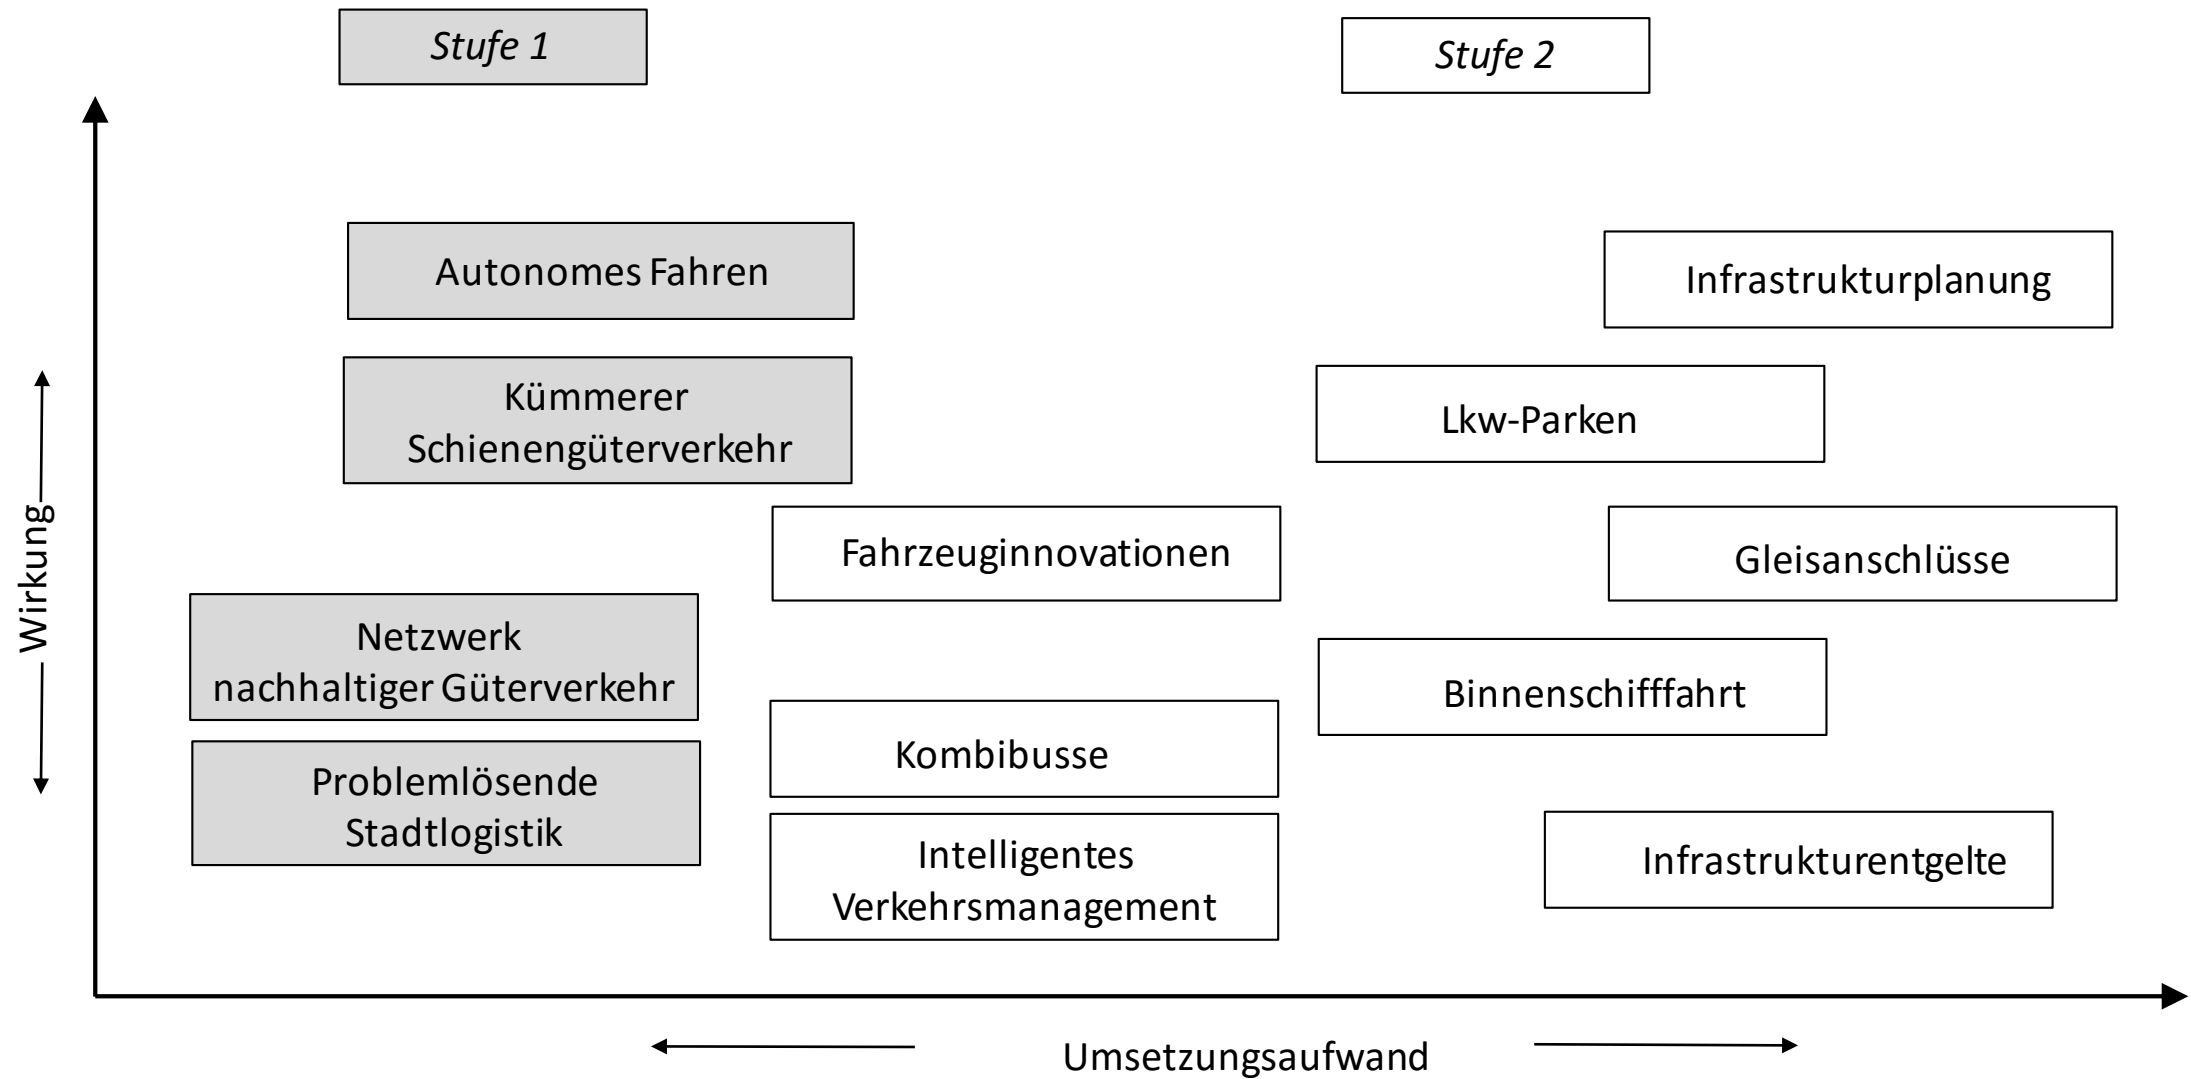 Stufe 1
Stufe 2
Autonomes Fahren
Infrastrukturplanung
Kümmerer
Schienengüterverkehr
Lkw-Parken
Fahrzeuginnovationen
Gleisanschlüsse
Wirkung
Netzwerk
nachhaltiger Güterverkehr
Binnenschifffahrt
Kombibusse
Problemlösende
Stadtlogistik
Intelligentes
Verkehrsmanagement
Infrastrukturentgelte
Umsetzungsaufwand